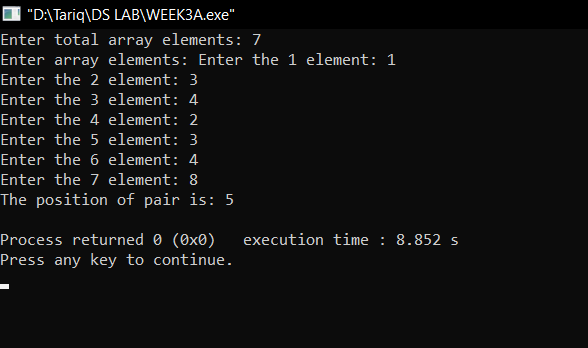 "D:\Tariq\DS LAB\WEEK3A.exe"
Enter total array elements: 7
Enter array elements: Enter the 1 element: 1
Enter the 2 element: 3
Enter the 3 element: 4
Enter the 4 element: 2
Enter the 5 element: 3
Enter the 6 element: 4
Enter the 7 element: 8
The position of pair is: 5
Process returned 0 (0x0)   execution time : 8.852 s
Press any key to continue.